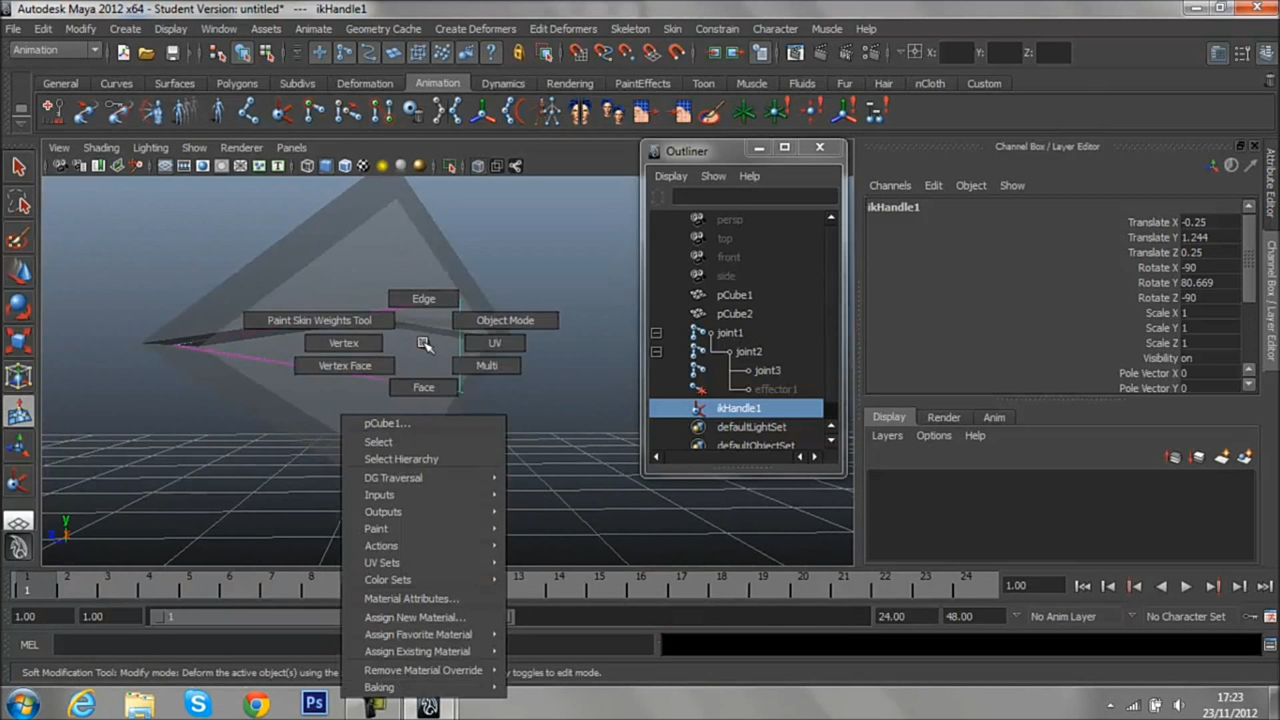 Autodesk Maya 2012 x64 - Student Version: untitled* --- ikHandle1
File Edit Modify Create Display Window Assets Animate Geometry Cache Create Deformers Edit Deformers Skeleton Skin Constrain Character Muscle Help
Animation X: Y: Z:
General Curves Surfaces Polygons Subdivs Deformation Animation Dynamics Rendering PaintEffects Toon Muscle Fluids Fur Hair nCloth Custom
View Shading Lighting Show Renderer Panels
Outliner
Display Show Help
persp
top
front
side
pCube1
pCube2
joint1
joint2
joint3
effector1
ikHandle1
defaultLightSet
defaultObjectSet
Channel Box / Layer Editor
Channels Edit Object Show
ikHandle1
Translate X -0.25
Translate Y 1.244
Translate Z 0.25
Rotate X -90
Rotate Y 80.669
Rotate Z -90
Scale X 1
Scale Y 1
Scale Z 1
Visibility on
Pole Vector X 0
Pole Vector Y 0
Display Render Anim
Layers Options Help
Attribute Editor
Channel Box / Layer Editor
Edge
Paint Skin Weights Tool Object Mode
Vertex UV
Vertex Face Multi
Face
pCube1...
Select
Select Hierarchy
DG Traversal
Inputs
Outputs
Paint
Actions
UV Sets
Color Sets
Material Attributes...
Assign New Material...
Assign Favorite Material
Assign Existing Material
Remove Material Override
Baking
y
1 2 3 4 5 6 7 8 13 14 15 16 17 18 19 20 21 22 23 24
1
1.00
1.00 1.00 1 24.00 48.00 No Anim Layer No Character Set
MEL
Soft Modification Tool: Modify mode: Deform the active object(s) using the toggles to edit mode.
Ps
17:23
23/11/2012